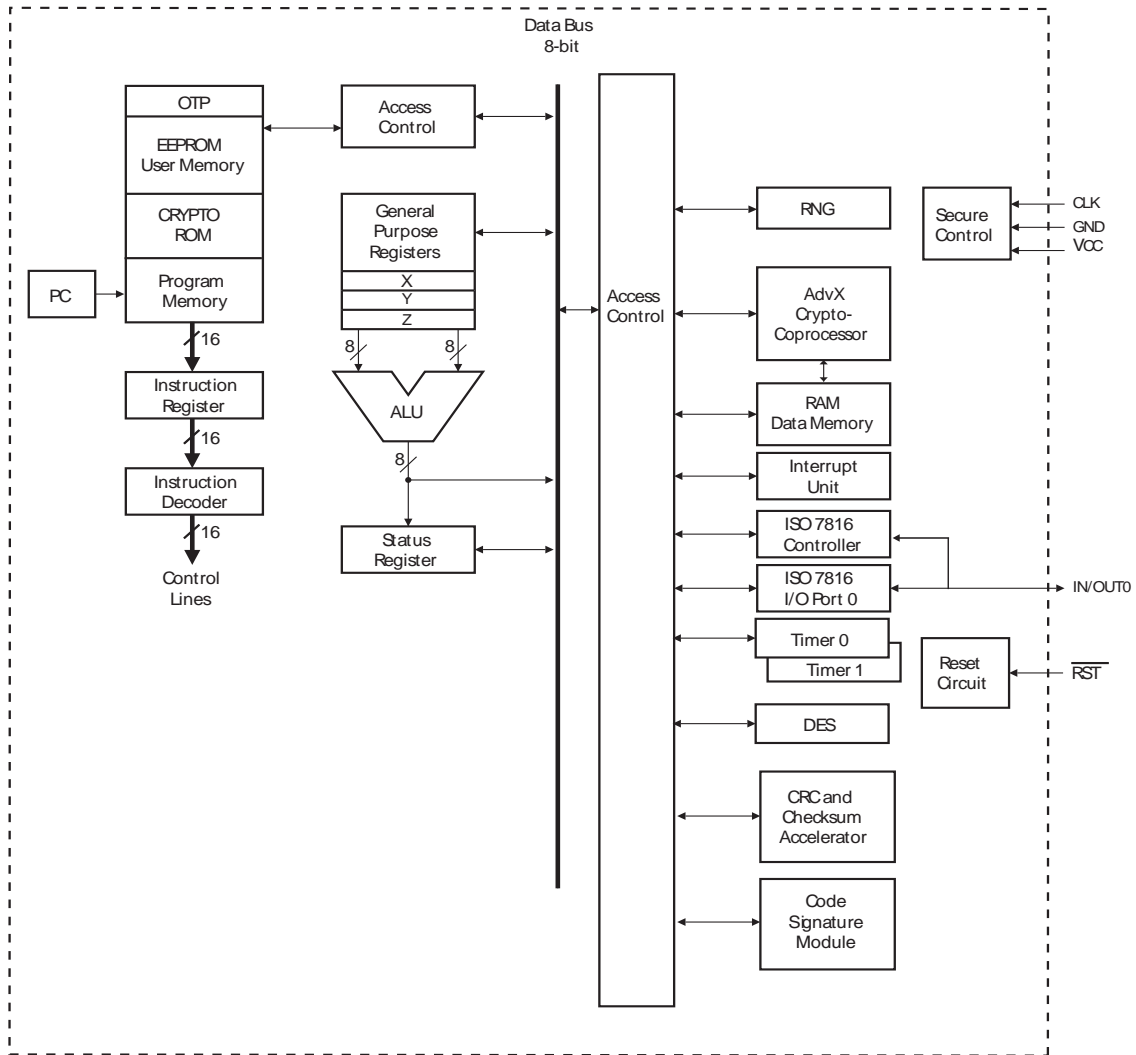 Data Bus
8-bit
OTP
EEPROM
User Memory
CRYPTO
ROM
Program
Memory
PC
16
Instruction
Register
16
Instruction
Decoder
16
Control
Lines
Access
Control
General
Purpose
Registers
X
Y
Z
8
8
ALU
8
Status
Register
Access
Control
RNG
AdvX
Crypto-
Coprocessor
RAM
Data Memory
Interrupt
Unit
ISO 7816
Controller
ISO 7816
I/O Port 0
Timer 0
Timer 1
DES
CRC and
Checksum
Accelerator
Code
Signature
Module
Secure
Control
CLK
GND
VCC
IN/OUT0
Reset
Circuit
RST